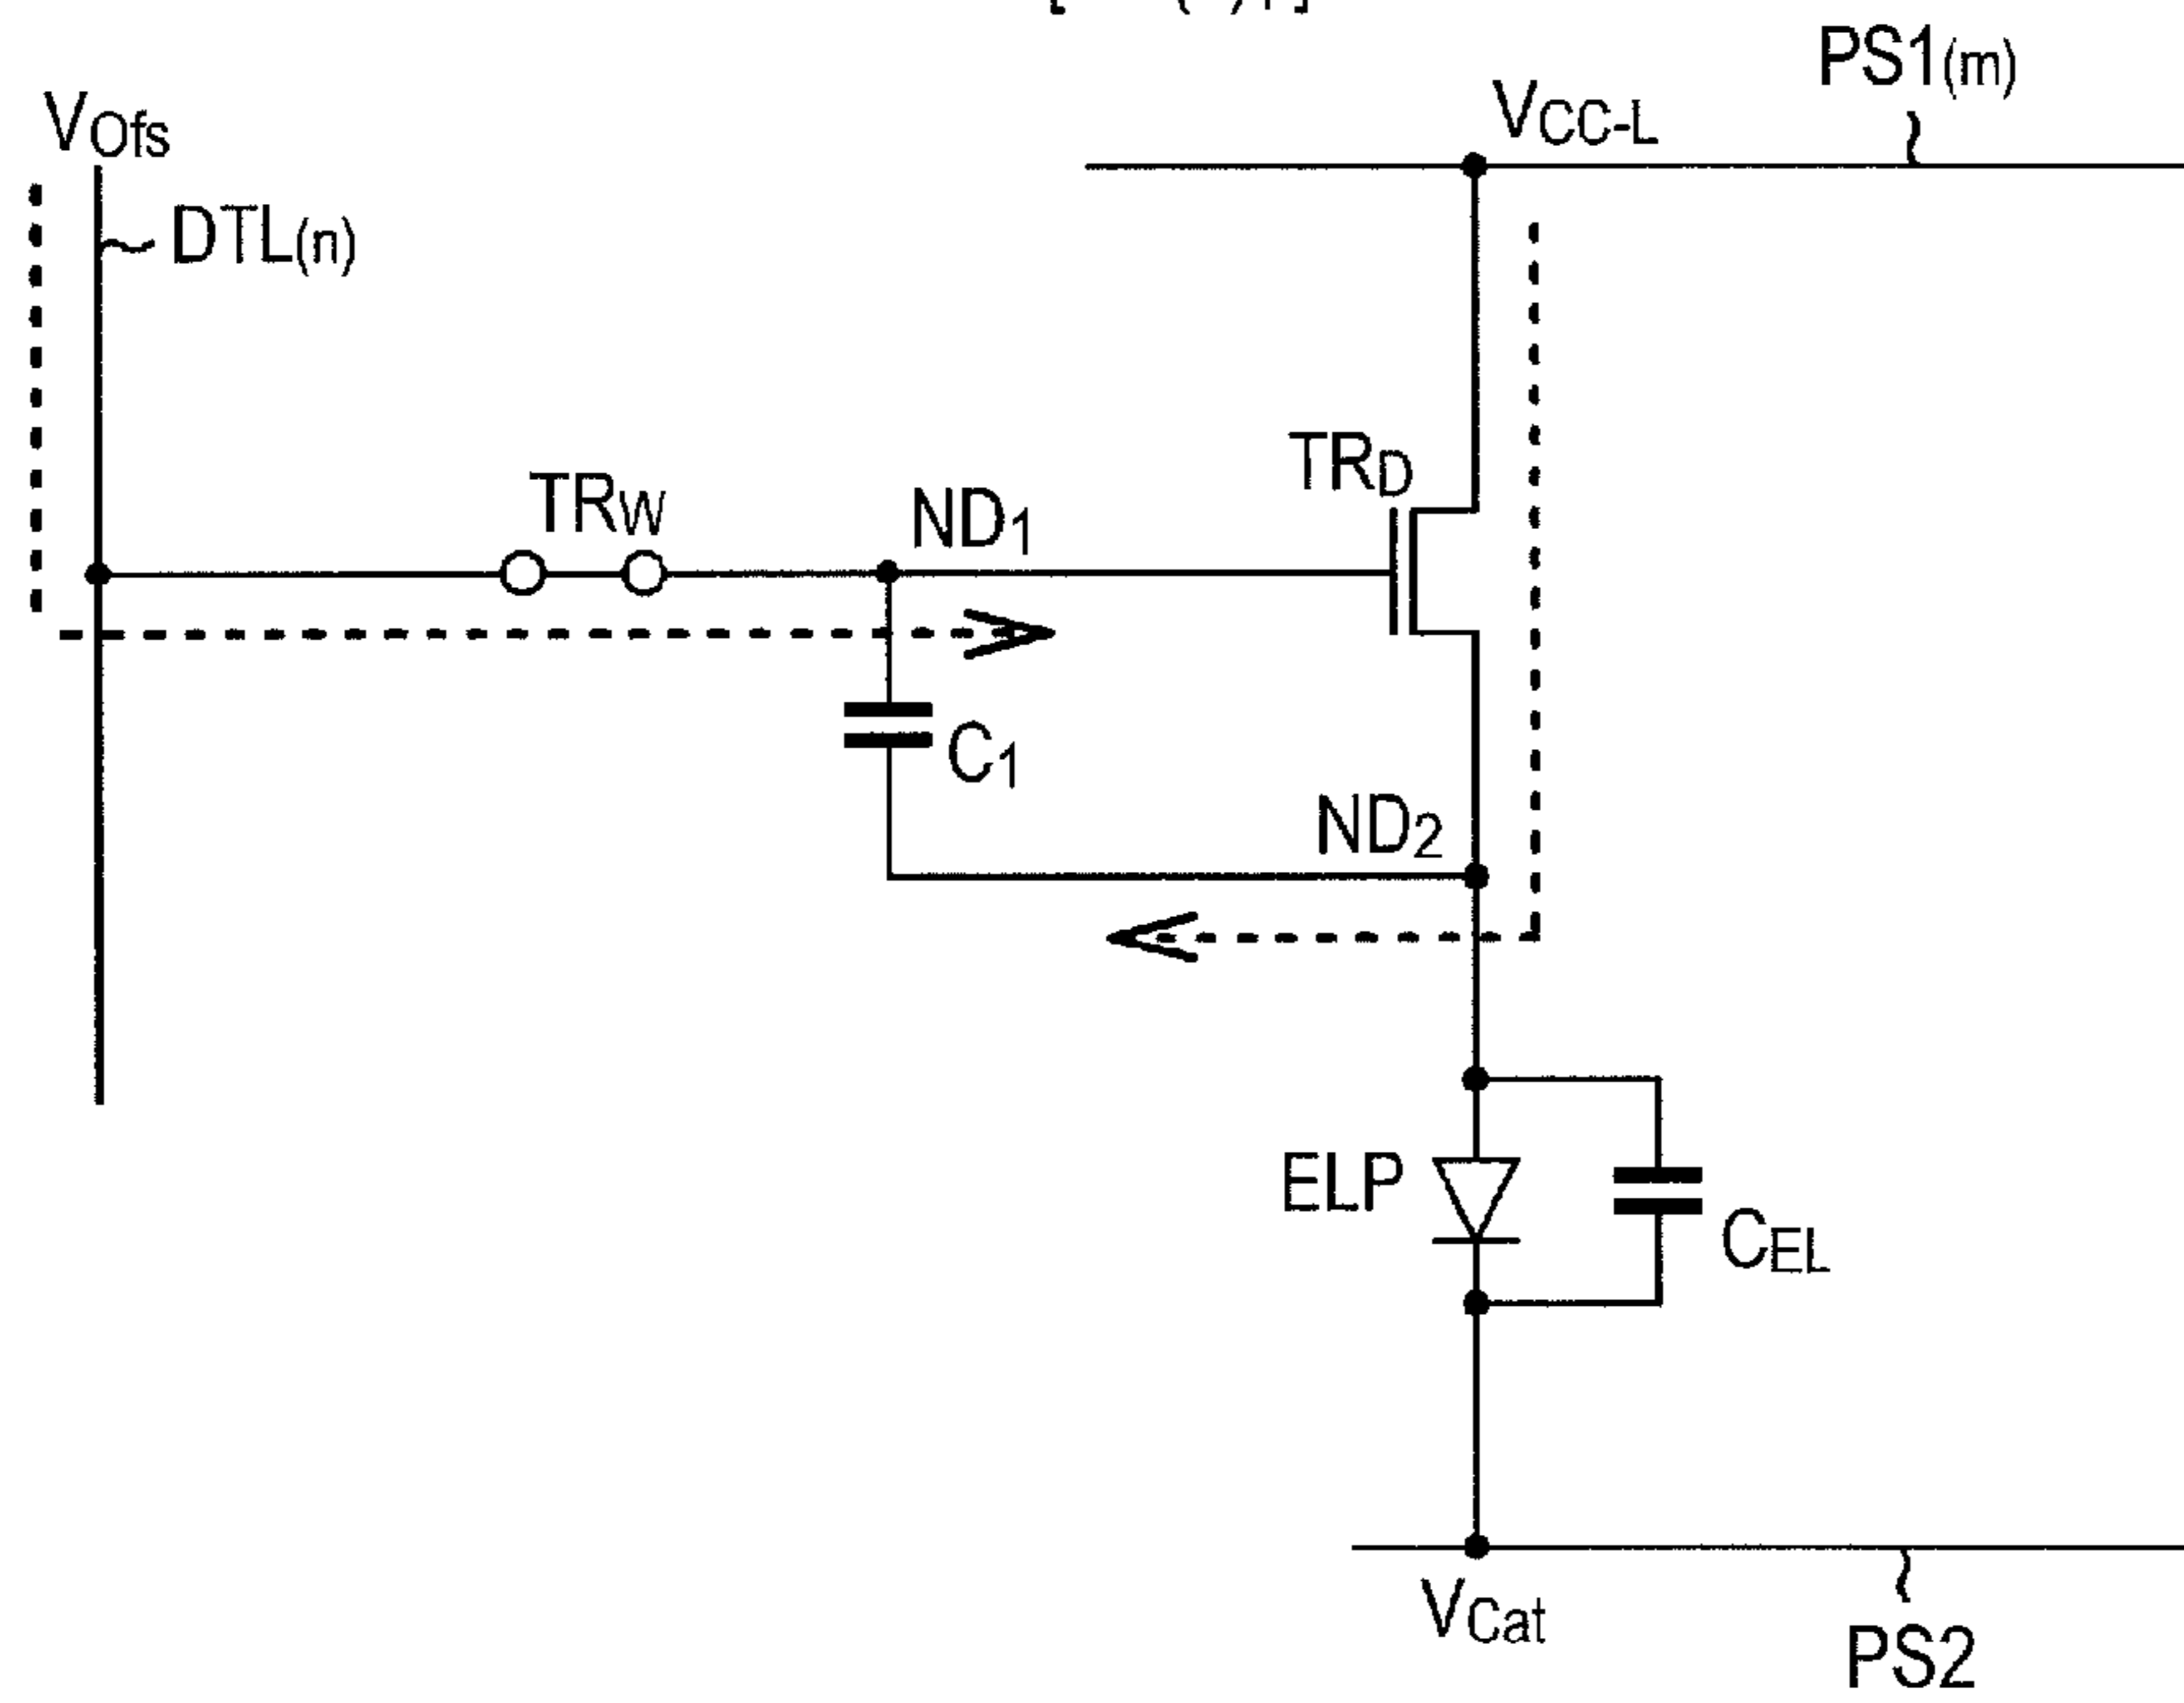 PS1(m)
VCC-L
VOfs
DTL(n)
TRD
TRW
ND1
C1
ND2
ELP
CEL
VCat
PS2